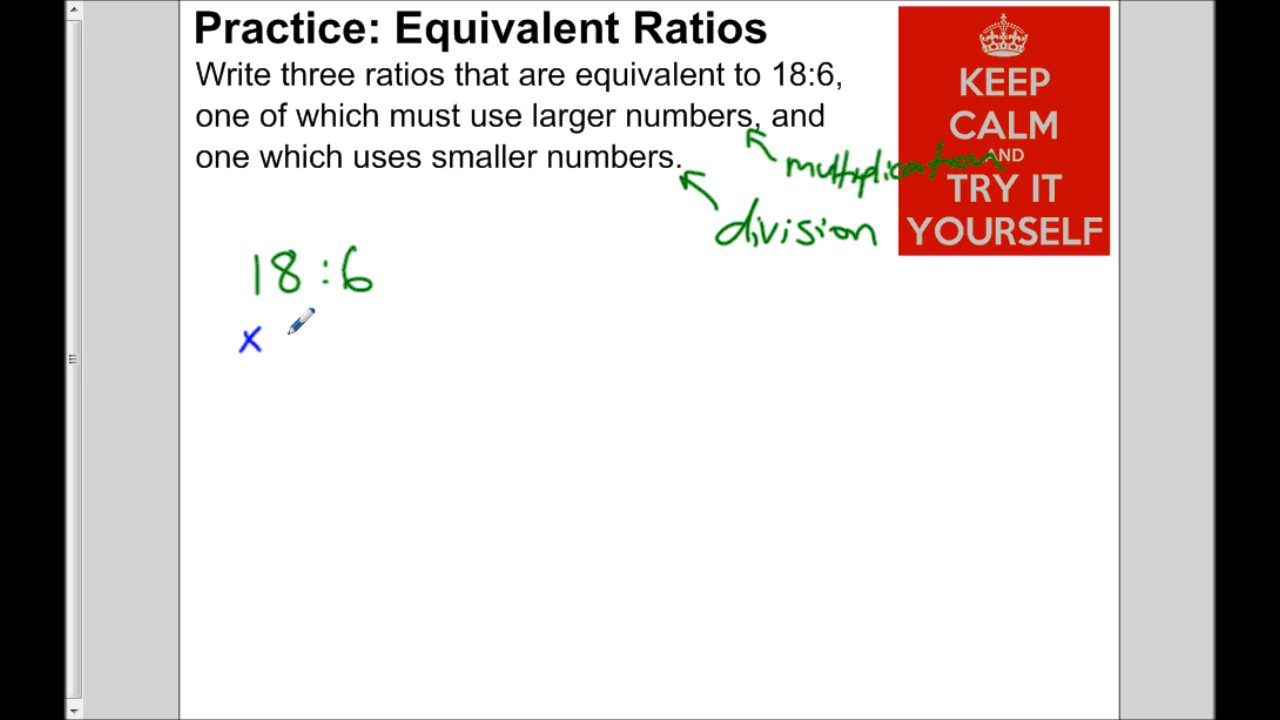 Practice: Equivalent Ratios
Write three ratios that are equivalent to 18:6,
one of which must use larger numbers, and
one which uses smaller numbers.
multiplication
division
KEEP
CALM
AND
TRY IT
YOURSELF
18:6
x